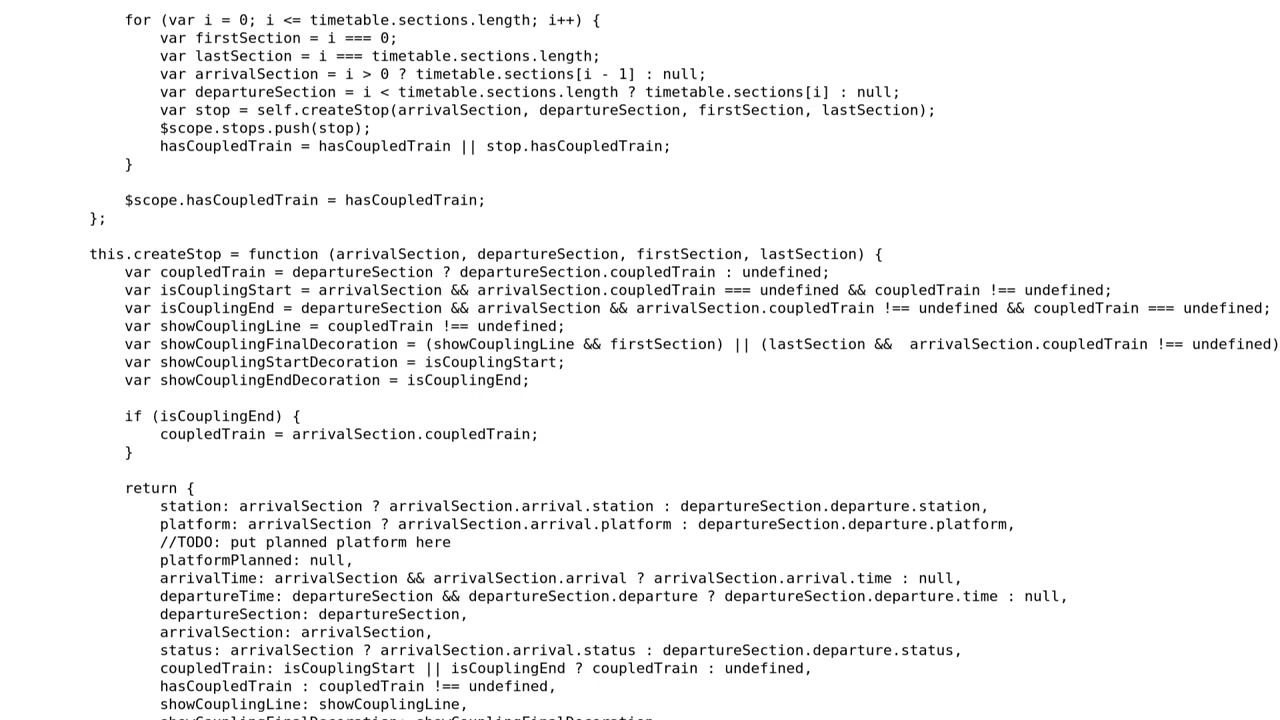 for (var i = 0; i <= timetable.sections.length; i++) {
var firstSection = i === 0;
var lastSection = i === timetable.sections.length;
var arrivalSection = i > 0 ? timetable.sections[i - 1] : null;
var departureSection = i < timetable.sections.length ? timetable.sections[i] : null;
var stop = self.createStop(arrivalSection, departureSection, firstSection, lastSection);
$scope.stops.push(stop);
hasCoupledTrain = hasCoupledTrain || stop.hasCoupledTrain;
}
$scope.hasCoupledTrain = hasCoupledTrain;
};
this.createStop = function (arrivalSection, departureSection, firstSection, lastSection) {
var coupledTrain = departureSection ? departureSection.coupledTrain : undefined;
var isCouplingStart = arrivalSection && arrivalSection.coupledTrain === undefined && coupledTrain !== undefined;
var isCouplingEnd = departureSection && arrivalSection && arrivalSection.coupledTrain !== undefined && coupledTrain === undefined;
var showCouplingLine = coupledTrain !== undefined;
var showCouplingFinalDecoration = (showCouplingLine && firstSection) || (lastSection &&  arrivalSection.coupledTrain !== undefined)
var showCouplingStartDecoration = isCouplingStart;
var showCouplingEndDecoration = isCouplingEnd;
if (isCouplingEnd) {
coupledTrain = arrivalSection.coupledTrain;
}
return {
station: arrivalSection ? arrivalSection.arrival.station : departureSection.departure.station,
platform: arrivalSection ? arrivalSection.arrival.platform : departureSection.departure.platform,
//TODO: put planned platform here
platformPlanned: null,
arrivalTime: arrivalSection && arrivalSection.arrival ? arrivalSection.arrival.time : null,
departureTime: departureSection && departureSection.departure ? departureSection.departure.time : null,
departureSection: departureSection,
arrivalSection: arrivalSection,
status: arrivalSection ? arrivalSection.arrival.status : departureSection.departure.status,
coupledTrain: isCouplingStart || isCouplingEnd ? coupledTrain : undefined,
hasCoupledTrain : coupledTrain !== undefined,
showCouplingLine: showCouplingLine,